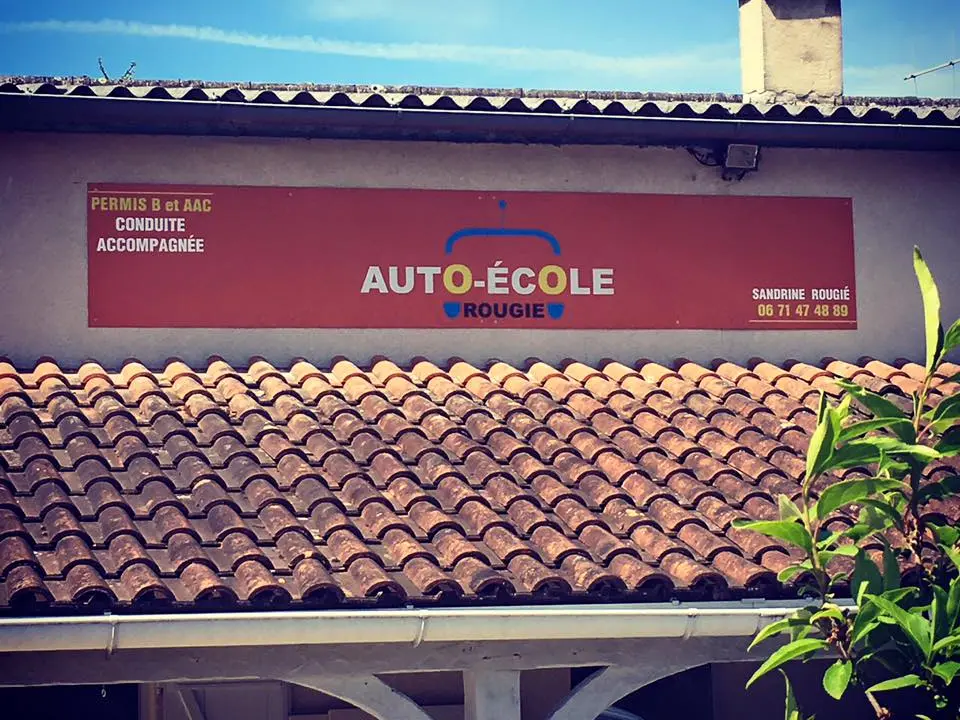 PERMIS B et AAC
CONDUITE
ACCOMPAGNÉE
AUTO-ÉCOLE
ROUGIE
SANDRINE ROUGIÉ
06 71 47 48 89